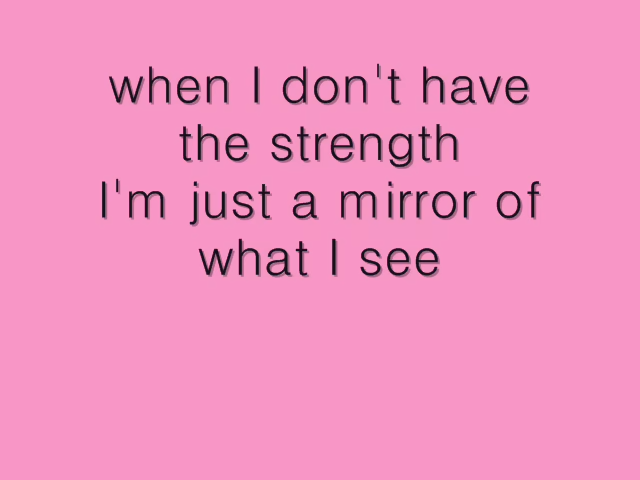 when I don't have
the strength
I'm just a mirror of
what I see